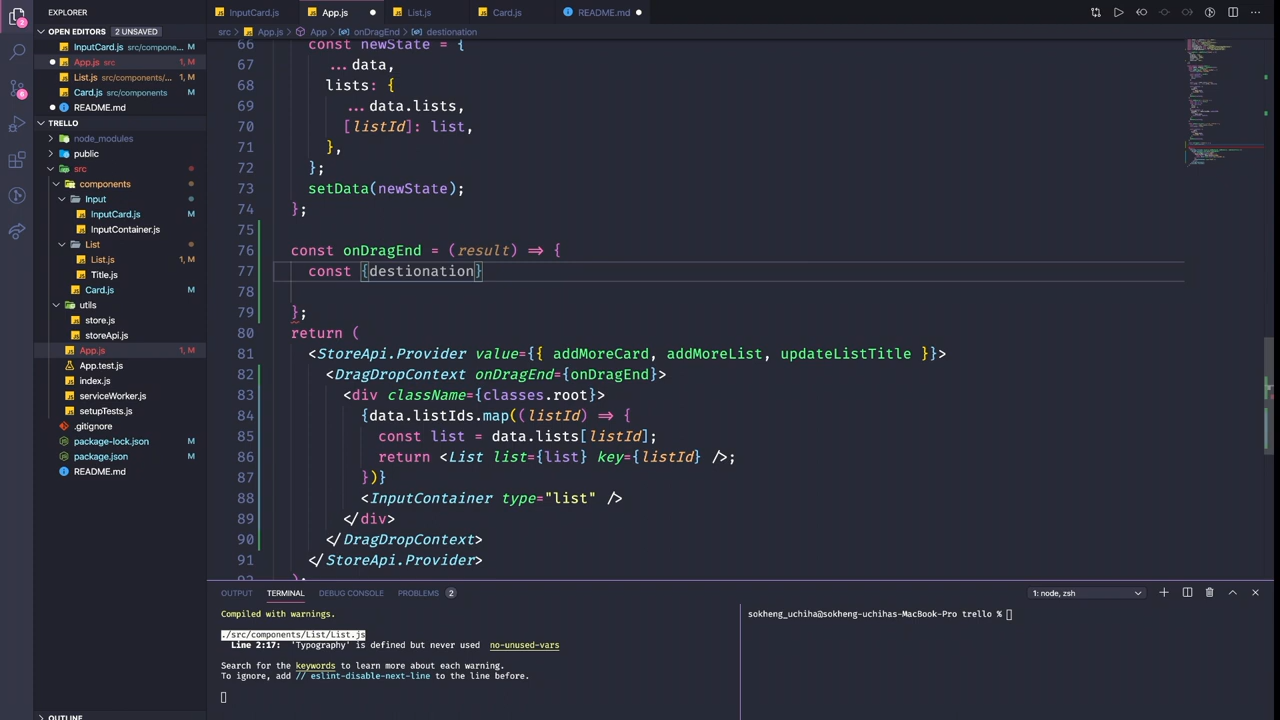 EXPLORER
InputCard.js
App.js
List.js
Card.js
README.md
OPEN EDITORS 2 UNSAVED
src > App.js > App > onDragEnd > destionation
InputCard.js src/compone...
App.js src 1, M
List.js src/components/... 1, M
Card.js src/components M
README.md
TRELLO
node_modules
public
src
components
Input
InputCard.js M
InputContainer.js
List
List.js 1, M
Title.js
Card.js M
utils
store.js
storeApi.js
App.js 1, M
App.test.js
index.js
serviceWorker.js
setupTests.js
.gitignore
package-lock.json M
package.json M
README.md
OUTLINE
66 const newState = {
67 ...data,
68 lists: {
69 ...data.lists,
70 [listId]: list,
71 },
72 };
73 setData(newState);
74 };
75
76 const onDragEnd = (result) => {
77 const {destionation}
78
79 };
80 return (
81 <StoreApi.Provider value={{ addMoreCard, addMoreList, updateListTitle }}>
82 <DragDropContext onDragEnd={onDragEnd}>
83 <div className={classes.root}>
84 {data.listIds.map((listId) => {
85 const list = data.lists[listId];
86 return <List list={list} key={listId} />;
87 })}
88 <InputContainer type="list" />
89 </div>
90 </DragDropContext>
91 </StoreApi.Provider>
92 );
OUTPUT TERMINAL DEBUG CONSOLE PROBLEMS 2
1: node, zsh
Compiled with warnings.
./src/components/List/List.js
Line 2:17: 'Typography' is defined but never used no-unused-vars
Search for the keywords to learn more about each warning.
To ignore, add // eslint-disable-next-line to the line before.
sokheng_uchiha@sokheng-uchihas-MacBook-Pro trello %